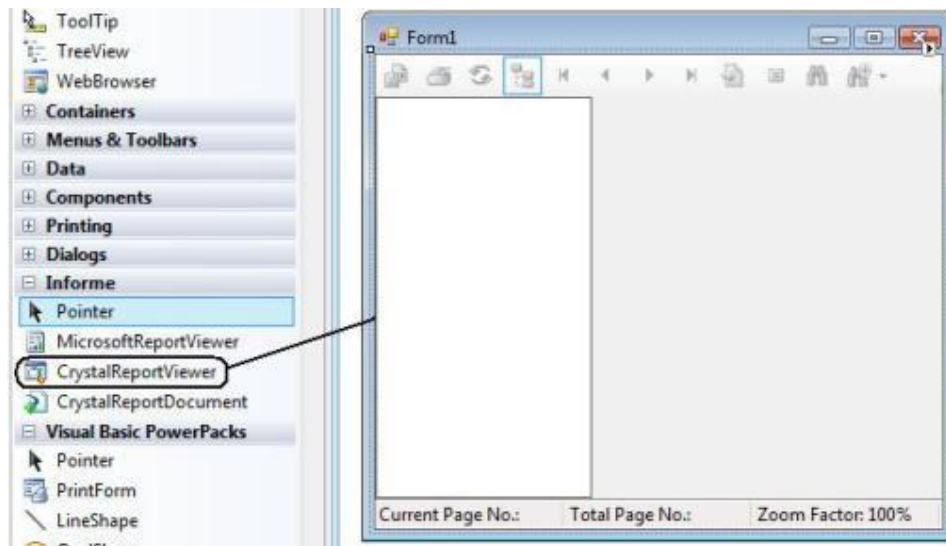 ToolTip
TreeView
WebBrowser
Containers
Menus & Toolbars
Data
Components
Printing
Dialogs
Informe
Pointer
MicrosoftReportViewer
CrystalReportViewer
CrystalReportDocument
Visual Basic PowerPacks
Pointer
PrintForm
LineShape
Form1
Current Page No.: Total Page No.: Zoom Factor: 100%